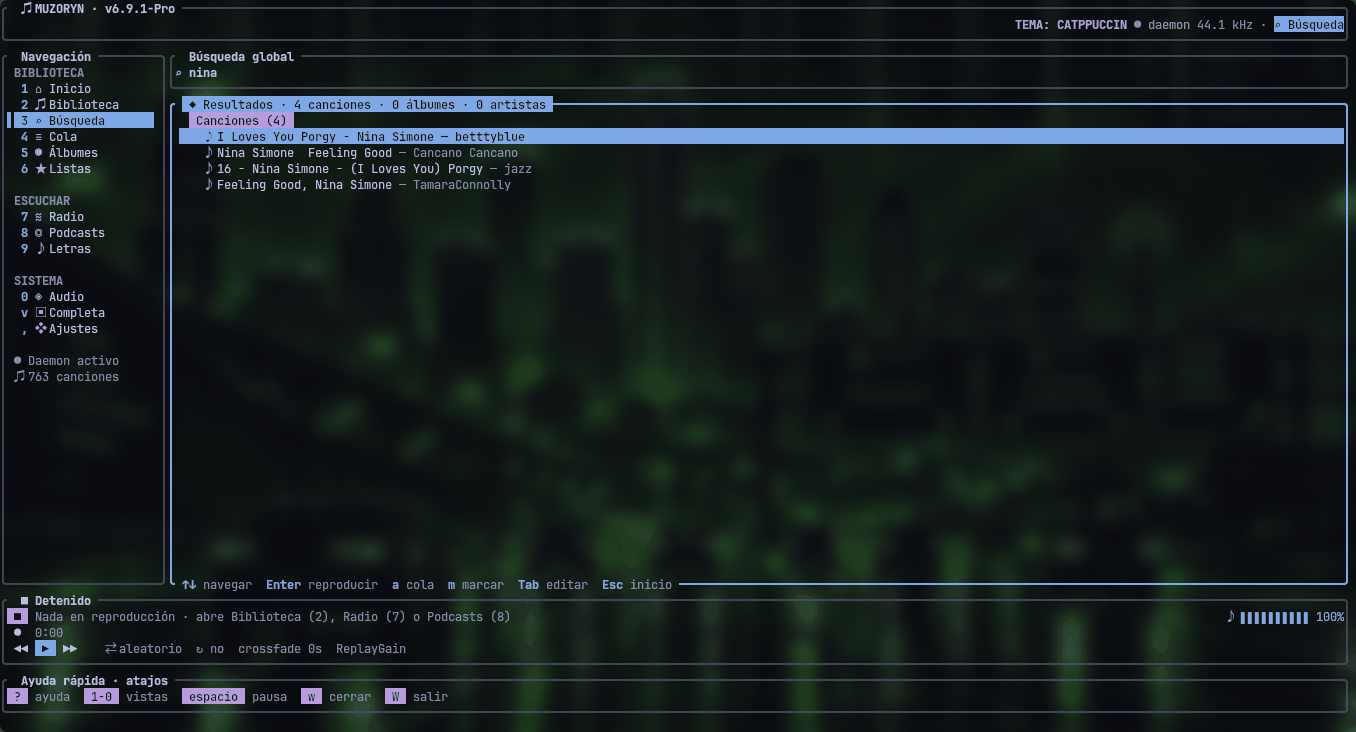 MUZORYN · v6.9.1-Pro
TEMA: CATPPUCCIN ● daemon 44.1 kHz · ⌕ Búsqueda
Navegación
BIBLIOTECA
1 ⌂ Inicio
2 ♫ Biblioteca
3 ⌕ Búsqueda
4 ≡ Cola
5 ● Álbumes
6 ★ Listas
ESCUCHAR
7 ≋ Radio
8 ◎ Podcasts
9 ♪ Letras
SISTEMA
0 ◈ Audio
v ▣ Completa
, ❖ Ajustes
● Daemon activo
♫ 763 canciones
Búsqueda global
⌕ nina
◆ Resultados · 4 canciones · 0 álbumes · 0 artistas
Canciones (4)
♪ I Loves You Porgy - Nina Simone — betttyblue
♪ Nina Simone  Feeling Good — Cancano Cancano
♪ 16 - Nina Simone - (I Loves You) Porgy — jazz
♪ Feeling Good, Nina Simone — TamaraConnolly
↑↓ navegar  Enter reproducir  a cola  m marcar  Tab editar  Esc inicio
■ Detenido
■ Nada en reproducción · abre Biblioteca (2), Radio (7) o Podcasts (8)
♪ ▮▮▮▮▮▮▮▮▮▮ 100%
● 0:00
◀◀ ▶ ▶▶ ⇄ aleatorio ↻ no crossfade 0s ReplayGain
Ayuda rápida · atajos
? ayuda 1-0 vistas espacio pausa w cerrar W salir